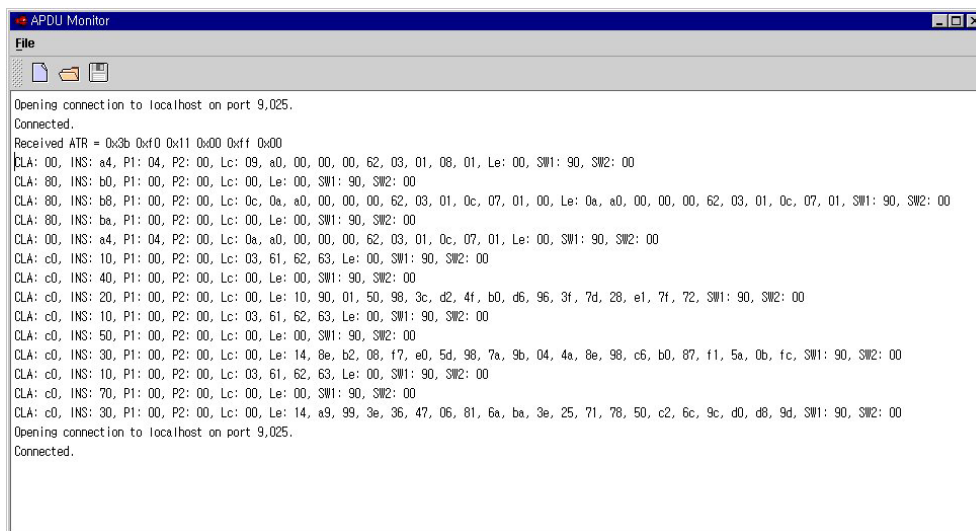 APDU Monitor
File
Opening connection to localhost on port 9,025.
Connected.
Received ATR = 0x3b 0xf0 0x11 0x00 0xff 0x00
CLA: 00, INS: a4, P1: 04, P2: 00, Lc: 09, a0, 00, 00, 00, 62, 03, 01, 08, 01, Le: 00, SW1: 90, SW2: 00
CLA: 80, INS: b0, P1: 00, P2: 00, Lc: 00, Le: 00, SW1: 90, SW2: 00
CLA: 80, INS: b8, P1: 00, P2: 00, Lc: 0c, 0a, a0, 00, 00, 00, 62, 03, 01, 0c, 07, 01, 00, Le: 0a, a0, 00, 00, 00, 62, 03, 01, 0c, 07, 01, SW1: 90, SW2: 00
CLA: 80, INS: ba, P1: 00, P2: 00, Lc: 00, Le: 00, SW1: 90, SW2: 00
CLA: 00, INS: a4, P1: 04, P2: 00, Lc: 0a, a0, 00, 00, 00, 62, 03, 01, 0c, 07, 01, Le: 00, SW1: 90, SW2: 00
CLA: c0, INS: 10, P1: 00, P2: 00, Lc: 03, 61, 62, 63, Le: 00, SW1: 90, SW2: 00
CLA: c0, INS: 40, P1: 00, P2: 00, Lc: 00, Le: 00, SW1: 90, SW2: 00
CLA: c0, INS: 20, P1: 00, P2: 00, Lc: 00, Le: 10, 90, 01, 50, 98, 3c, d2, 4f, b0, d6, 96, 3f, 7d, 28, e1, 7f, 72, SW1: 90, SW2: 00
CLA: c0, INS: 10, P1: 00, P2: 00, Lc: 03, 61, 62, 63, Le: 00, SW1: 90, SW2: 00
CLA: c0, INS: 50, P1: 00, P2: 00, Lc: 00, Le: 00, SW1: 90, SW2: 00
CLA: c0, INS: 30, P1: 00, P2: 00, Lc: 00, Le: 14, 8e, b2, 08, f7, e0, 5d, 98, 7a, 9b, 04, 4a, 8e, 98, c6, b0, 87, f1, 5a, 0b, fc, SW1: 90, SW2: 00
CLA: c0, INS: 10, P1: 00, P2: 00, Lc: 03, 61, 62, 63, Le: 00, SW1: 90, SW2: 00
CLA: c0, INS: 70, P1: 00, P2: 00, Lc: 00, Le: 00, SW1: 90, SW2: 00
CLA: c0, INS: 30, P1: 00, P2: 00, Lc: 00, Le: 14, a9, 99, 3e, 36, 47, 06, 81, 6a, ba, 3e, 25, 71, 78, 50, c2, 6c, 9c, d0, d8, 9d, SW1: 90, SW2: 00
Opening connection to localhost on port 9,025.
Connected.